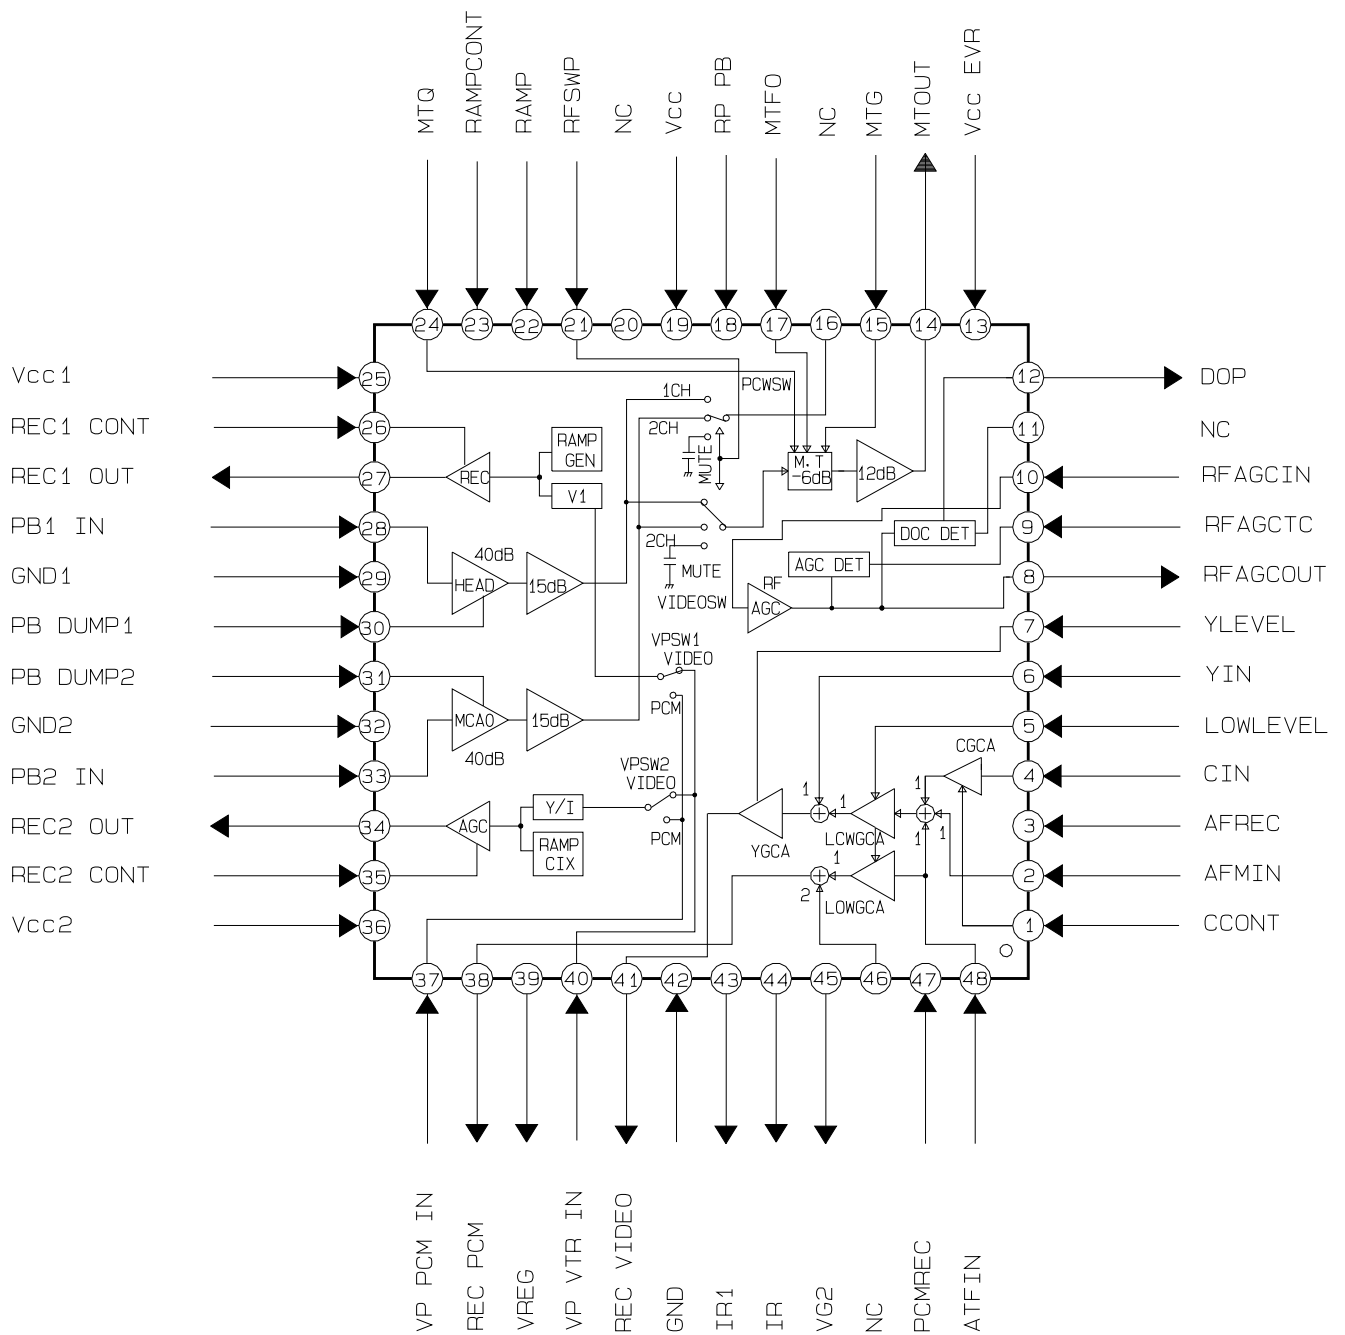 MTQ
RAMPCONT
RAMP
RFSWP
NC
Vcc
RP PB
MTFO
NC
MTG
MTOUT
Vcc EVR
24
23
22
21
20
19
18
17
16
15
14
13
Vcc1
REC1 CONT
REC1 OUT
PB1 IN
GND1
PB DUMP1
PB DUMP2
GND2
PB2 IN
REC2 OUT
REC2 CONT
Vcc2
25
26
27
28
29
30
31
32
33
34
35
36
REC
RAMP
GEN
V1
40dB
HEAD
15dB
MCAO
40dB
15dB
AGC
Y/I
RAMP
CIX
1CH
2CH
MUTE
PCWSW
M.T
-6dB
12dB
2CH
MUTE
VIDEOSW
DOC DET
AGC DET
RF
AGC
VPSW1
VIDEO
PCM
VPSW2
VIDEO
PCM
CGCA
1
1
1
1
1
LCWGCA
YGCA
1
2
LOWGCA
12
11
10
9
8
7
6
5
4
3
2
1
DOP
NC
RFAGCIN
RFAGCTC
RFAGCOUT
YLEVEL
YIN
LOWLEVEL
CIN
AFREC
AFMIN
CCONT
37
38
39
40
41
42
43
44
45
46
47
48
VP PCM IN
REC PCM
VREG
VP VTR IN
REC VIDEO
GND
IR1
IR
VG2
NC
PCMREC
ATFIN